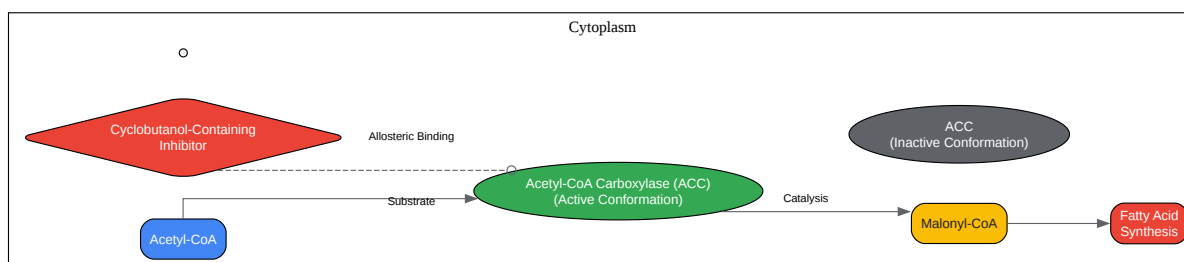 Cytoplasm
Cyclobutanol-Containing
Inhibitor
Allosteric Binding
ACC
(Inactive Conformation)
Acetyl-CoA Carboxylase (ACC)
(Active Conformation)
Substrate
Catalysis
Acetyl-CoA
Malonyl-CoA
Fatty Acid
Synthesis